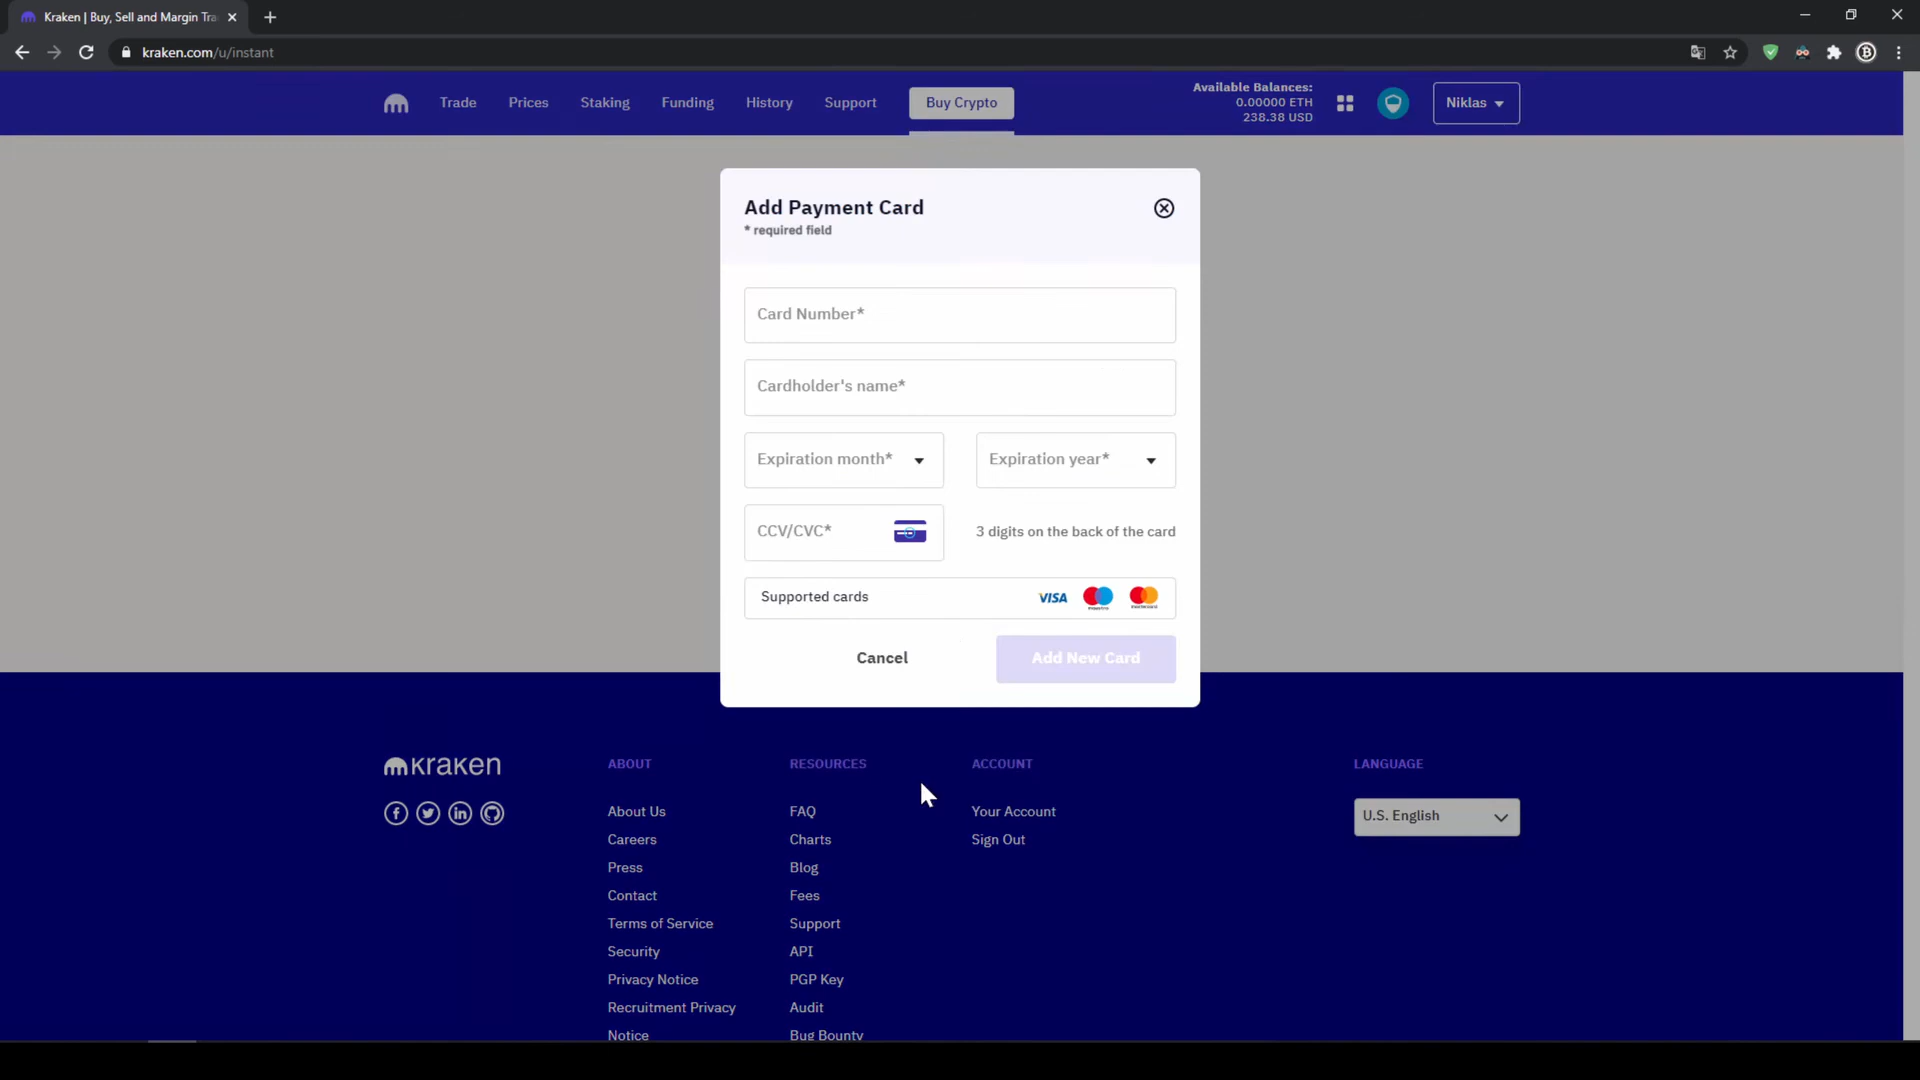 Kraken | Buy, Sell and Margin Tra
kraken.com/u/instant
Trade
Prices
Staking
Funding
History
Support
Buy Crypto
Available Balances:
0.00000 ETH
238.38 USD
Niklas
Add Payment Card
* required field
Card Number*
Cardholder's name*
Expiration month*
Expiration year*
CCV/CVC*
3 digits on the back of the card
Supported cards
VISA
maestro
mastercard
Cancel
Add New Card
kraken
ABOUT
About Us
Careers
Press
Contact
Terms of Service
Security
Privacy Notice
Recruitment Privacy
Notice
RESOURCES
FAQ
Charts
Blog
Fees
Support
API
PGP Key
Audit
Bug Bounty
ACCOUNT
Your Account
Sign Out
LANGUAGE
U.S. English